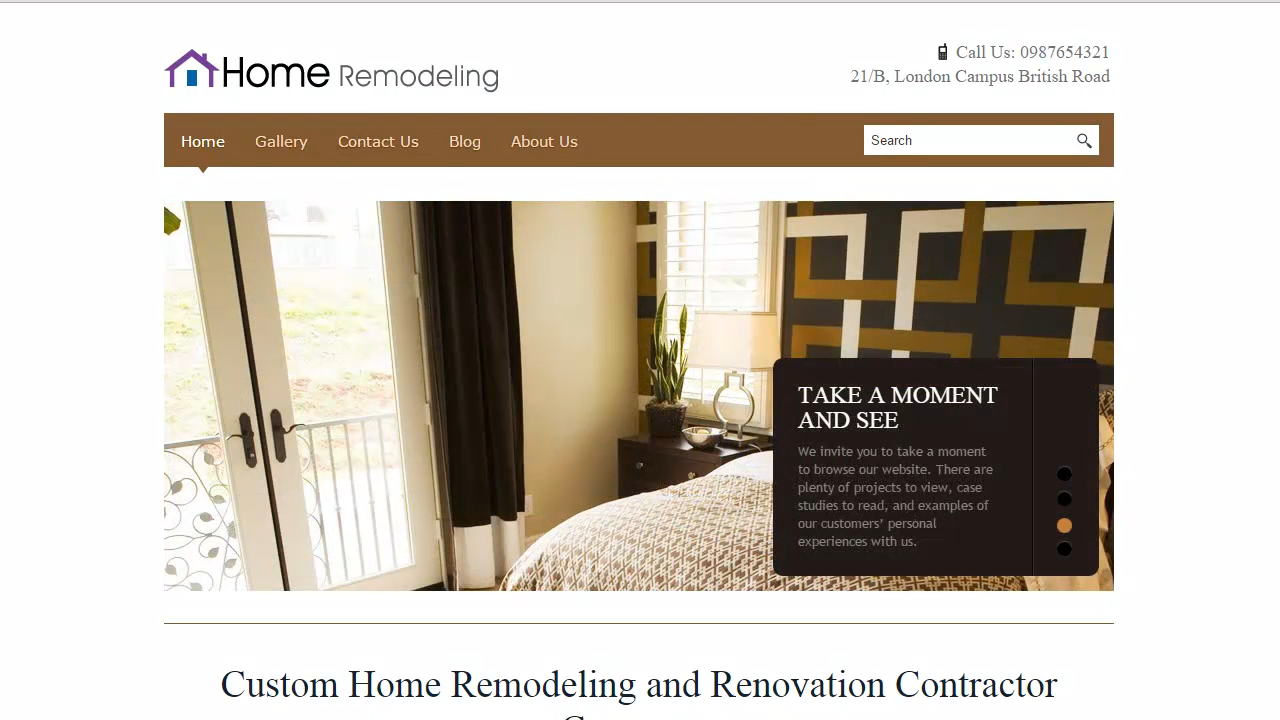 Home Remodeling
Call Us: 0987654321
21/B, London Campus British Road
Home Gallery Contact Us Blog About Us
Search
TAKE A MOMENT
AND SEE
We invite you to take a moment
to browse our website. There are
plenty of projects to view, case
studies to read, and examples of
our customers' personal
experiences with us.
Custom Home Remodeling and Renovation Contractor